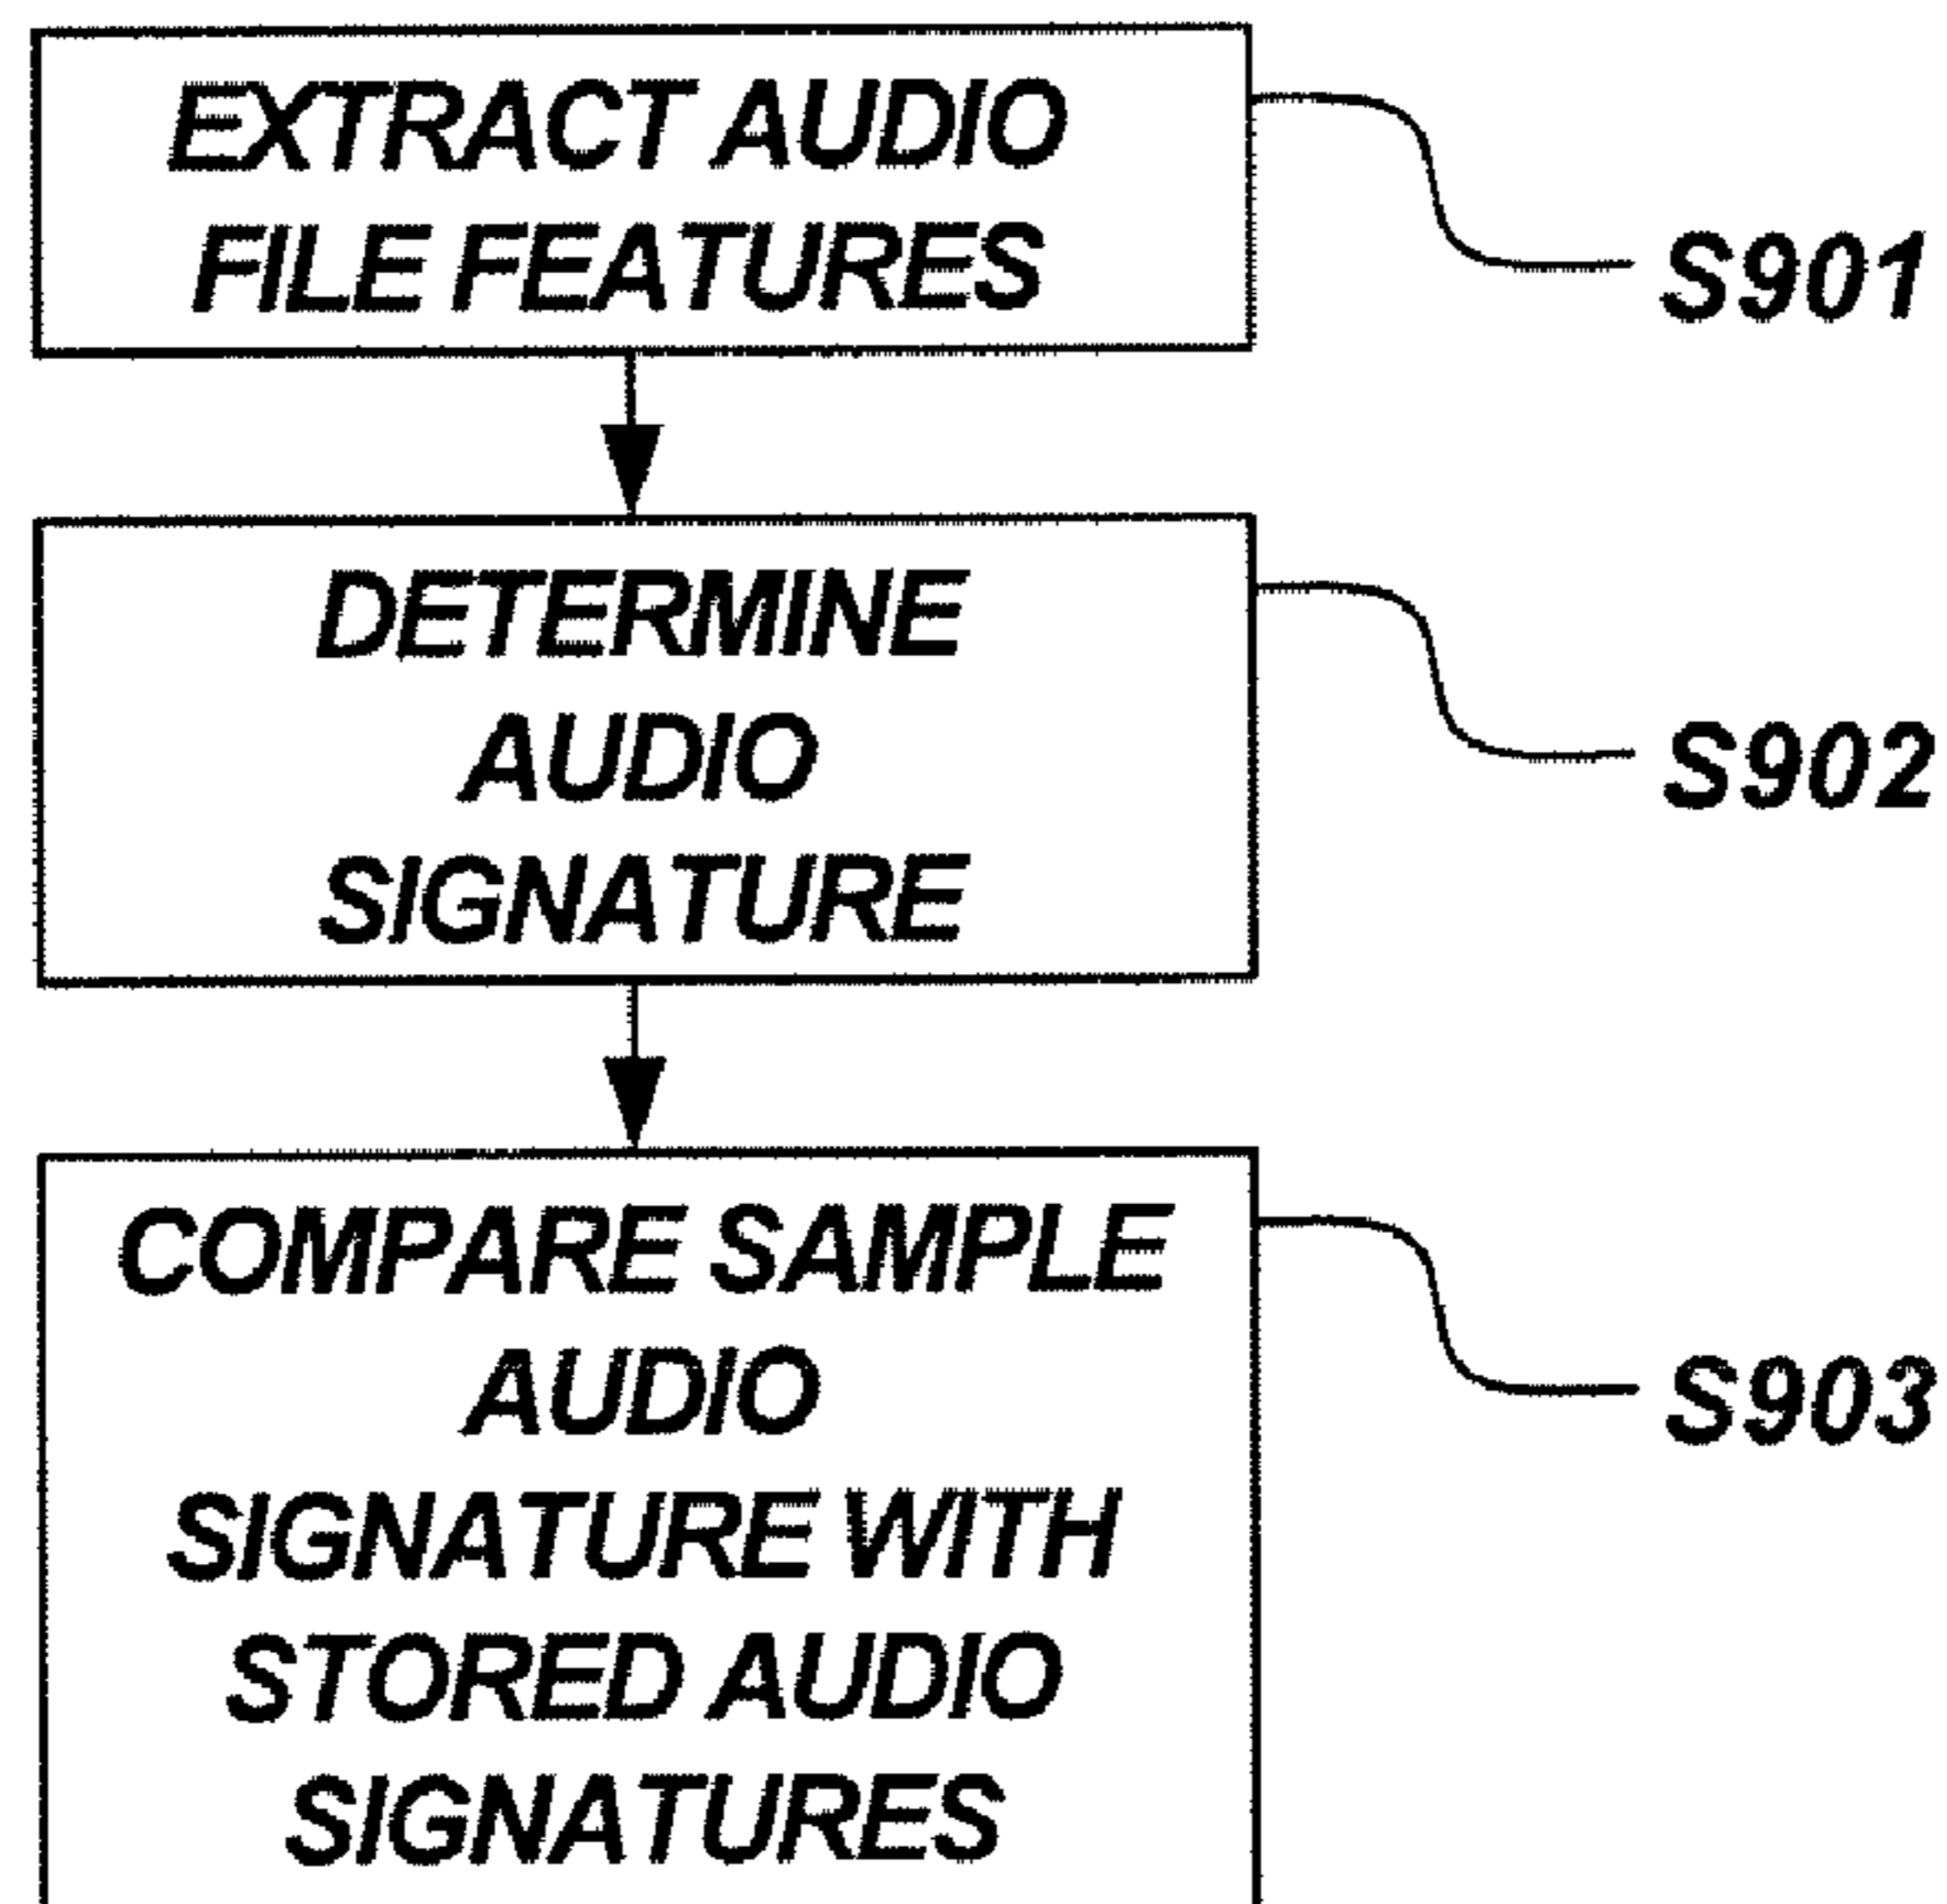 EXTRACT AUDIO
FILE FEATURES
S901
DETERMINE
AUDIO
SIGNATURE
S902
COMPARE SAMPLE
AUDIO
SIGNATURE WITH
STORED AUDIO
SIGNATURES
S903